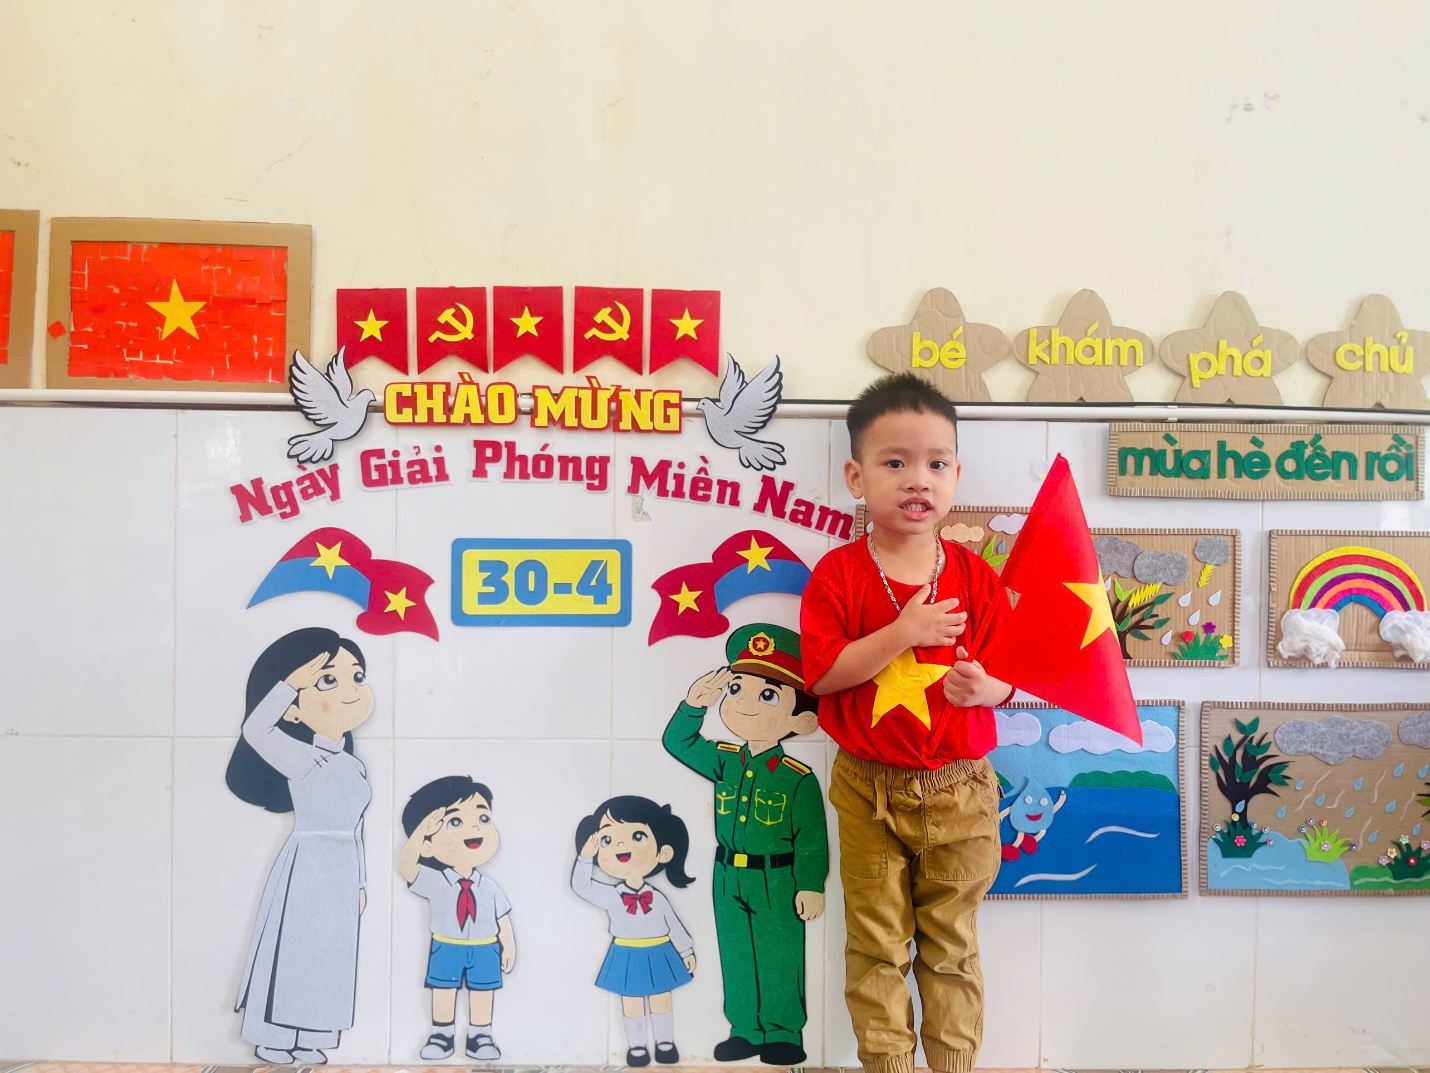 CHÀO MỪNG
Ngày Giải Phóng Miền Nam
30-4
bé khám phá chủ
mùa hè đến rồi